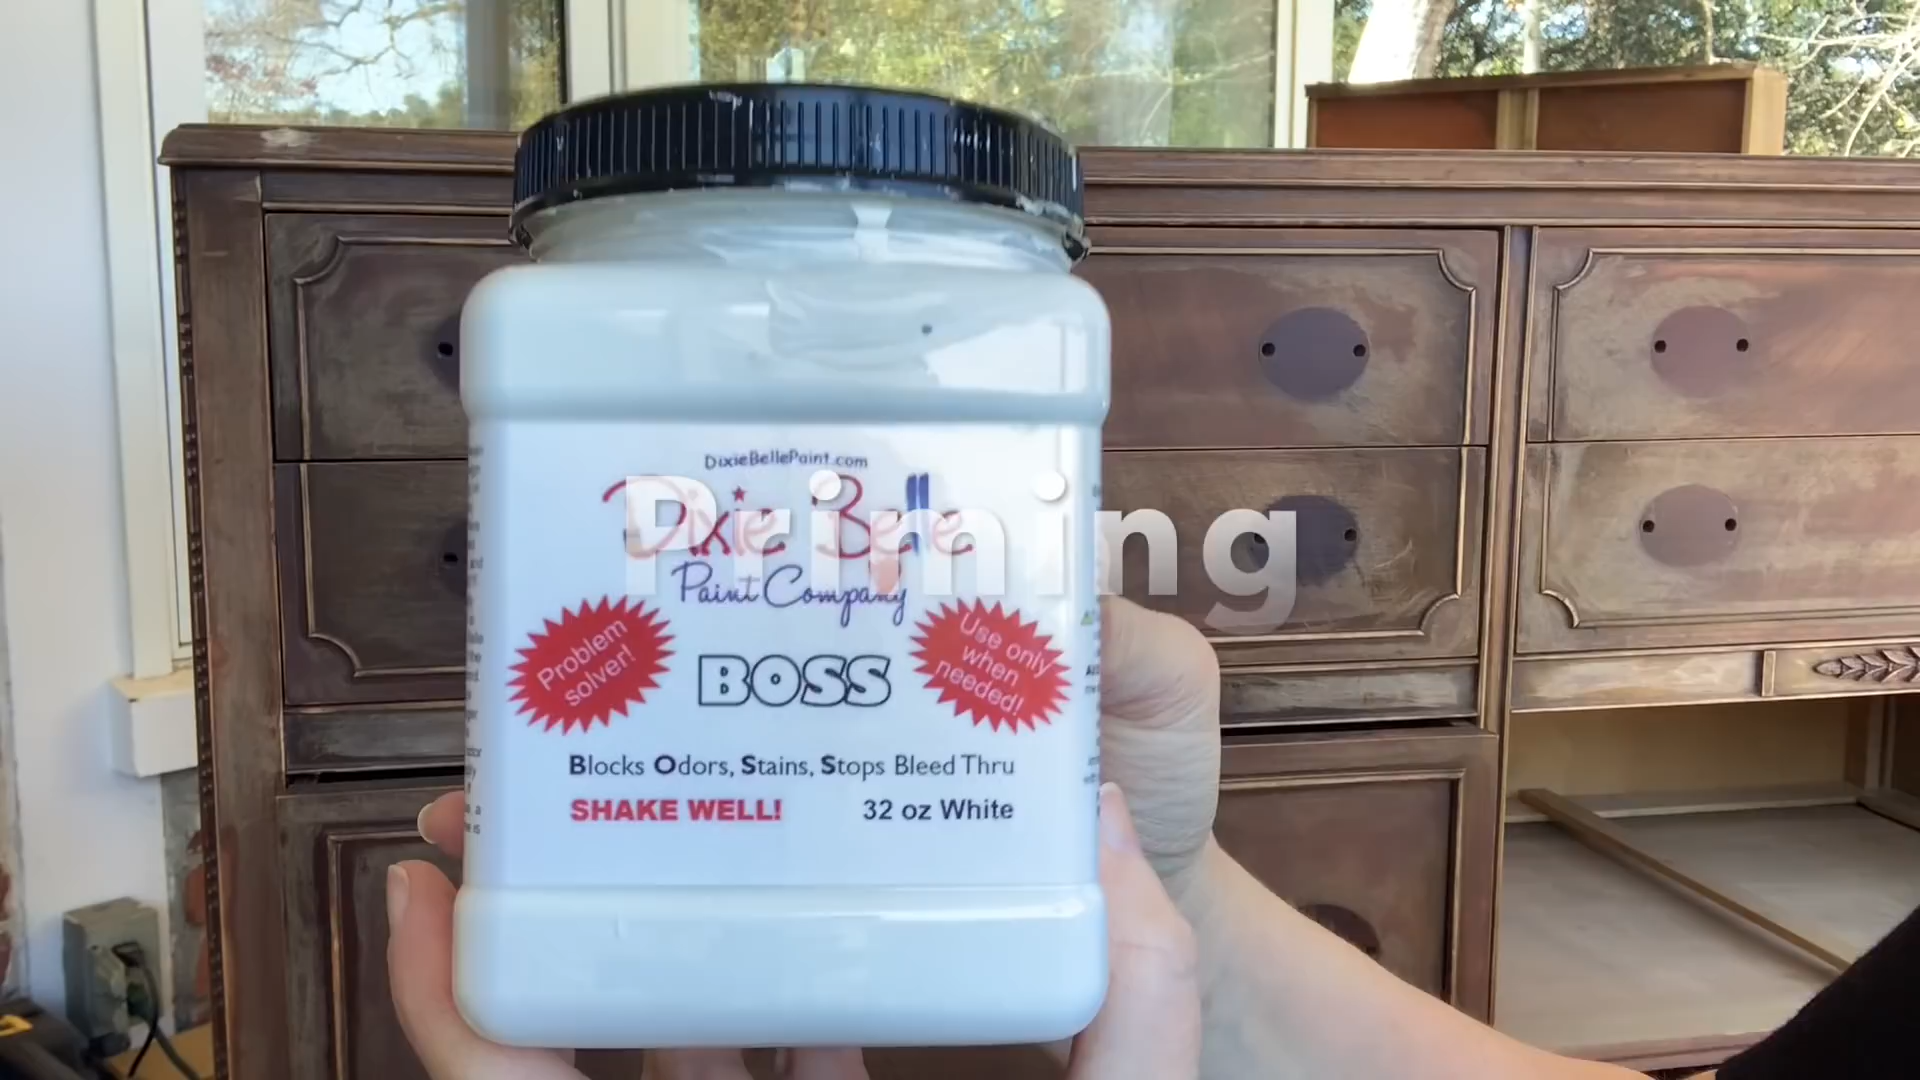 DixieBellePaint.com
Dixie Belle
Priming
Paint Company
Problem
solver!
Use only
when
needed!
BOSS
Blocks Odors, Stains, Stops Bleed Thru
SHAKE WELL!
32 oz White